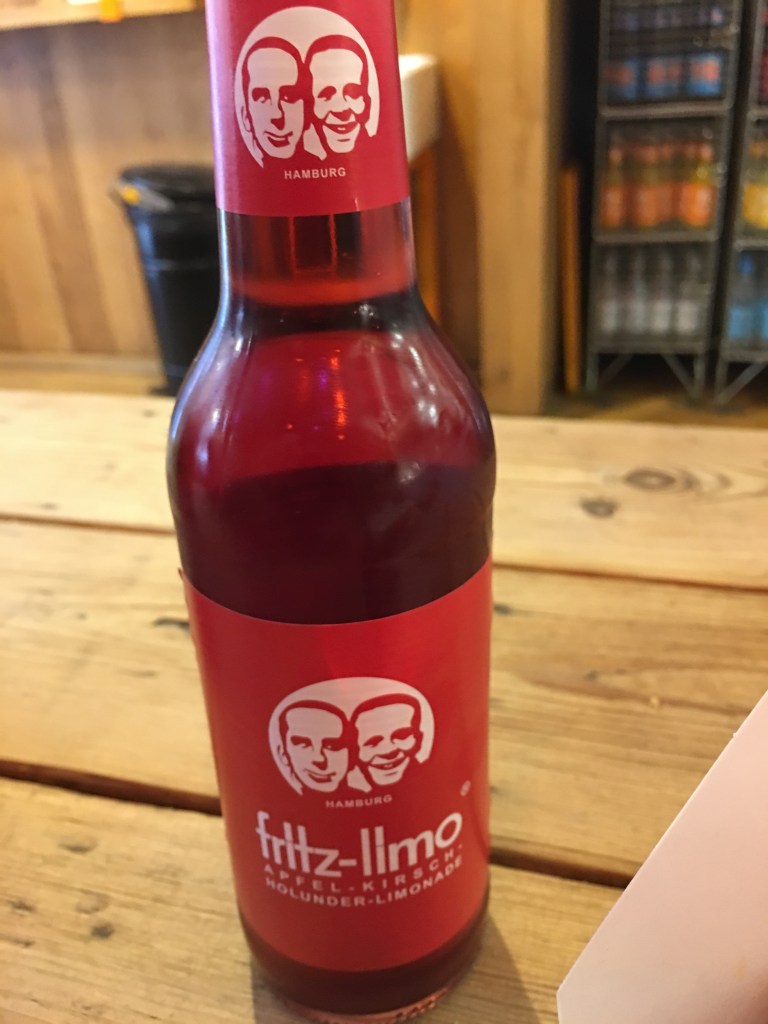 HAMBURG
HAMBURG
fritz-limo®
APFEL-KIRSCH-
HOLUNDER-LIMONADE